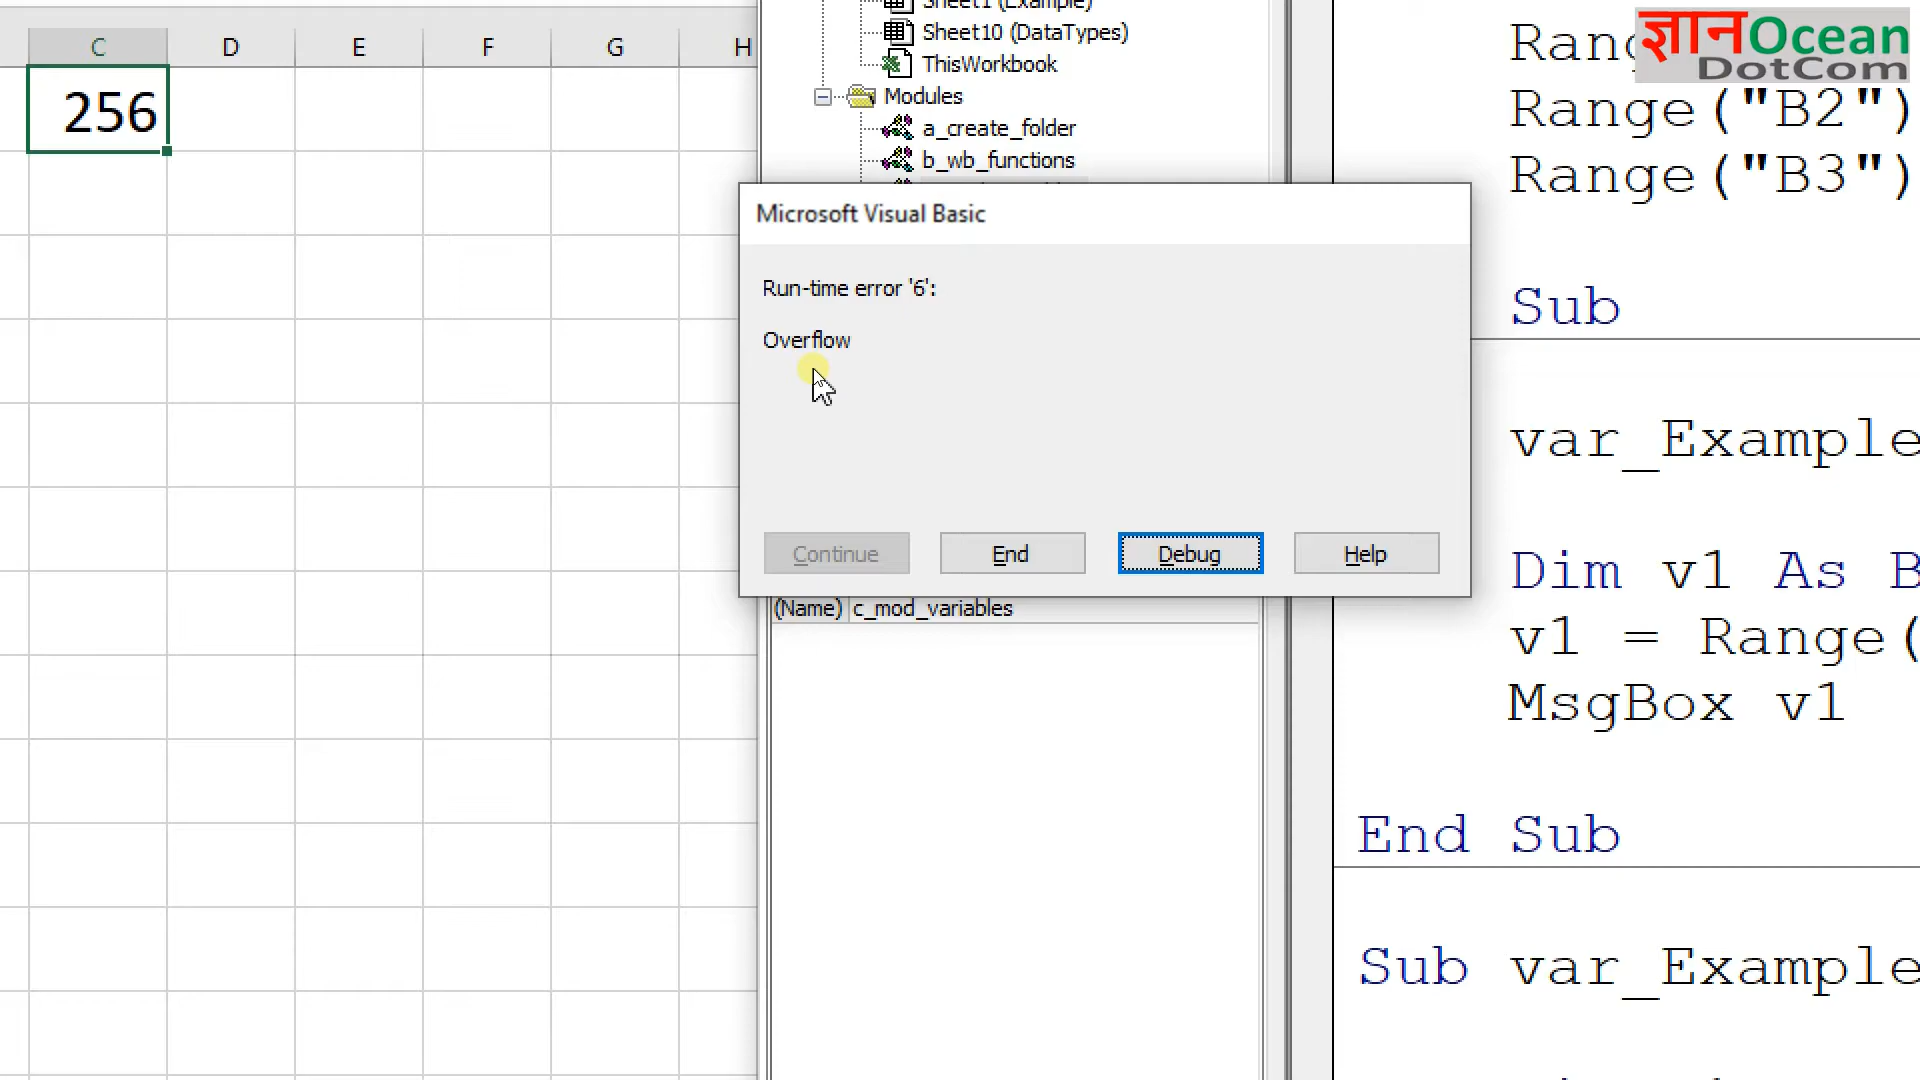 C D E F G H
256
Sheet1 (Example)
Sheet10 (DataTypes)
ThisWorkbook
Modules
a_create_folder
b_wb_functions
Microsoft Visual Basic
Run-time error '6':
Overflow
Continue End Debug Help
(Name) c_mod_variables
ज्ञानOcean
DotCom
Range("B2")
Range("B3")
Sub
var_Example
Dim v1 As B
v1 = Range(
MsgBox v1
End Sub
Sub var_Example